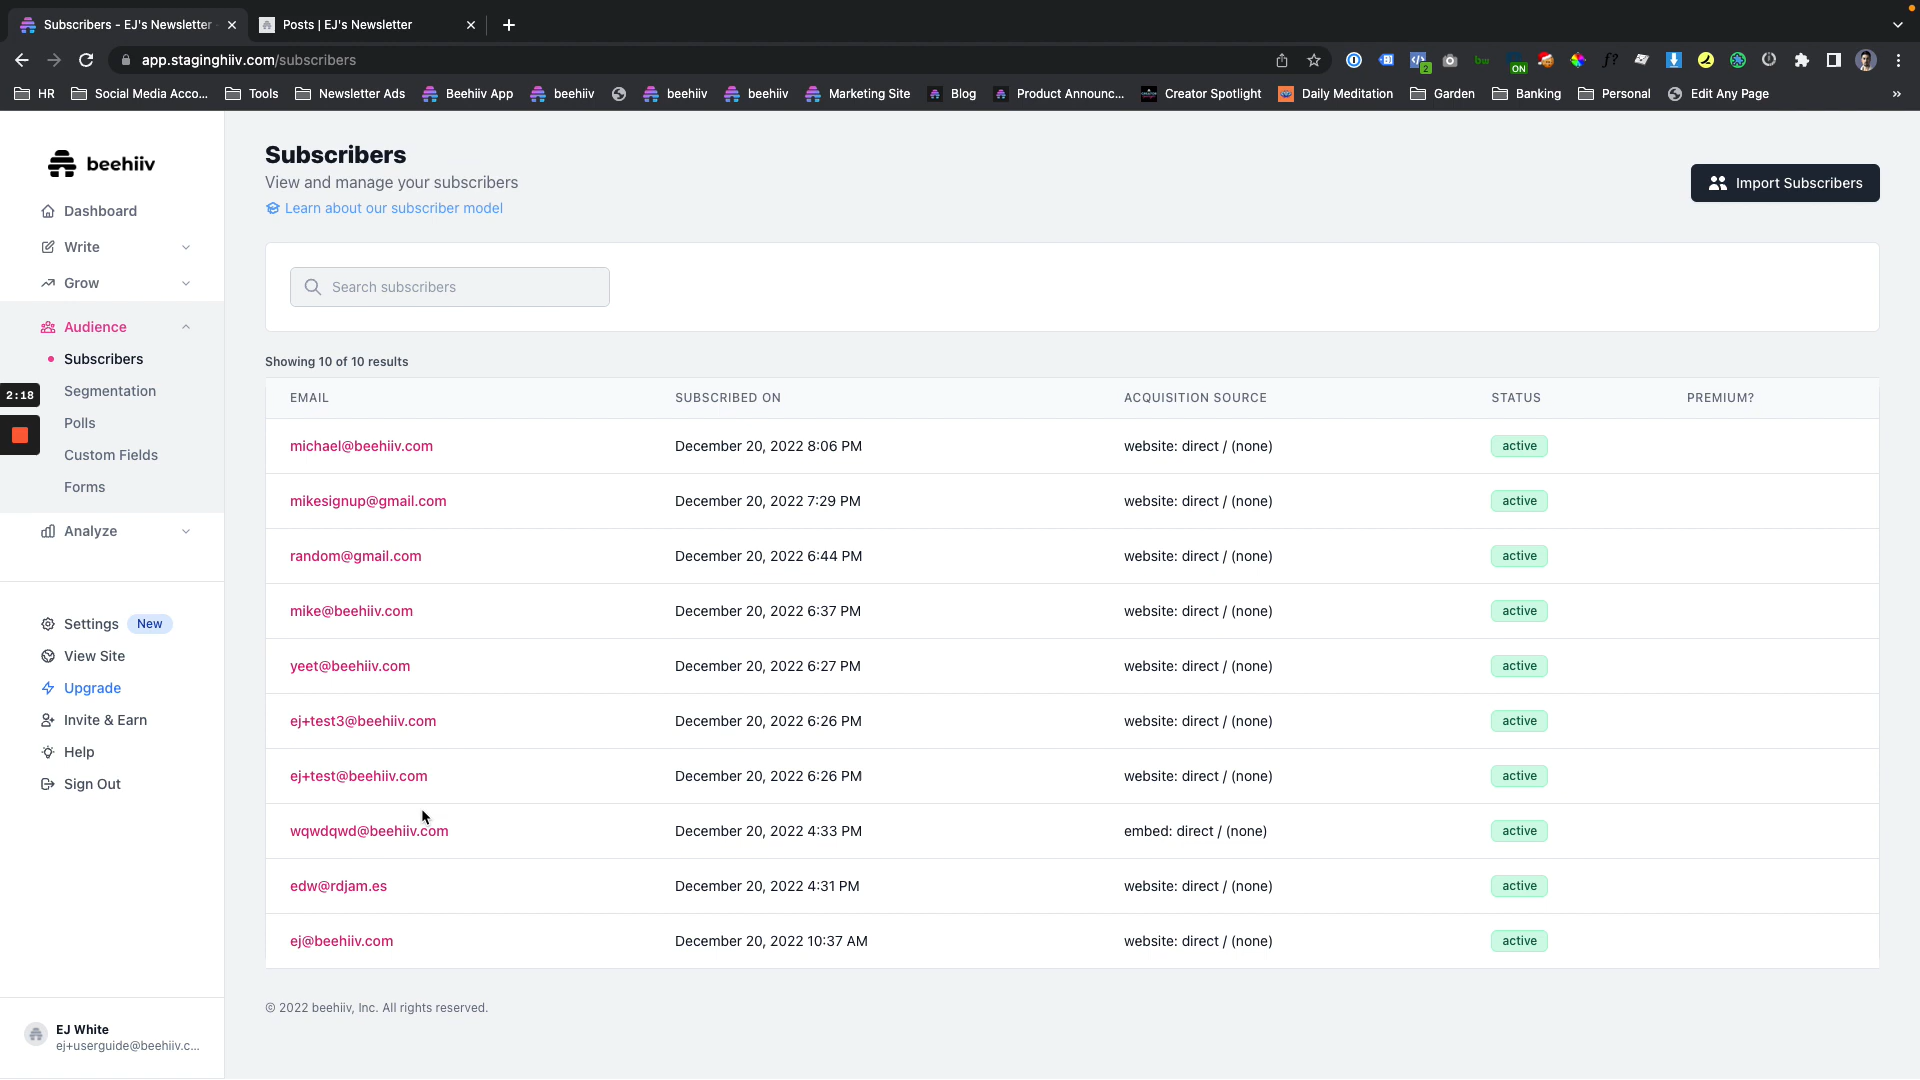 Subscribers - EJ's Newsletter
Posts | EJ's Newsletter
app.staginghiiv.com/subscribers
2
bw
ON
f?
HR
Social Media Acco...
Tools
Newsletter Ads
Beehiiv App
beehiiv
beehiiv
beehiiv
Marketing Site
Blog
Product Announc...
Creator Spotlight
Daily Meditation
Garden
Banking
Personal
Edit Any Page
»
beehiiv
Dashboard
Write
Grow
Audience
Subscribers
Segmentation
Polls
Custom Fields
Forms
Analyze
2:18
Settings New
View Site
Upgrade
Invite & Earn
Help
Sign Out
EJ White
ej+userguide@beehiiv.c...
Subscribers
View and manage your subscribers
Learn about our subscriber model
Import Subscribers
Search subscribers
Showing 10 of 10 results
EMAIL SUBSCRIBED ON ACQUISITION SOURCE STATUS PREMIUM?
michael@beehiiv.com December 20, 2022 8:06 PM website: direct / (none) active
mikesignup@gmail.com December 20, 2022 7:29 PM website: direct / (none) active
random@gmail.com December 20, 2022 6:44 PM website: direct / (none) active
mike@beehiiv.com December 20, 2022 6:37 PM website: direct / (none) active
yeet@beehiiv.com December 20, 2022 6:27 PM website: direct / (none) active
ej+test3@beehiiv.com December 20, 2022 6:26 PM website: direct / (none) active
ej+test@beehiiv.com December 20, 2022 6:26 PM website: direct / (none) active
wqwdqwd@beehiiv.com December 20, 2022 4:33 PM embed: direct / (none) active
edw@rdjam.es December 20, 2022 4:31 PM website: direct / (none) active
ej@beehiiv.com December 20, 2022 10:37 AM website: direct / (none) active
© 2022 beehiiv, Inc. All rights reserved.